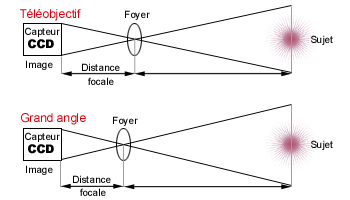 Téléobjectif
Foyer
Capteur
CCD
Image
Distance
focale
Sujet
Grand angle
Foyer
Capteur
CCD
Image
Distance
focale
Sujet